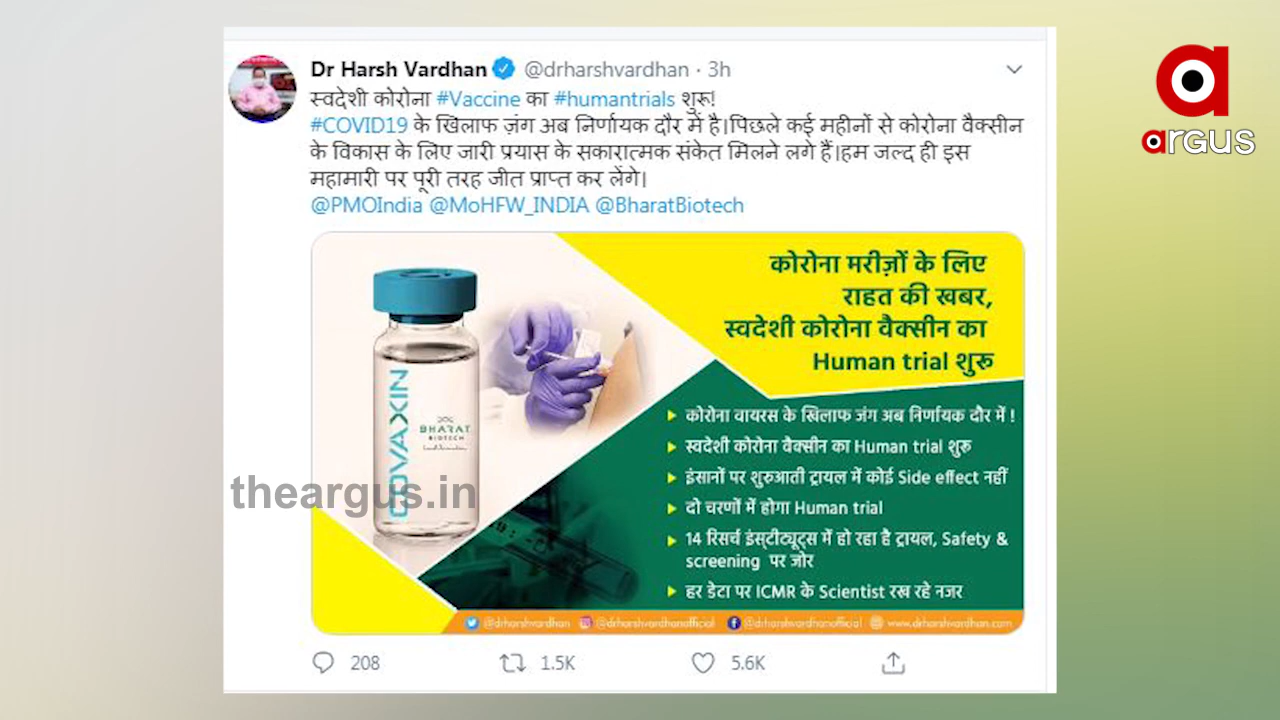 Dr Harsh Vardhan @drharshvardhan · 3h
स्वदेशी कोरोना #Vaccine का #humantrials शुरू!
#COVID19 के खिलाफ ज़ंग अब निर्णायक दौर में है।पिछले कई महीनों से कोरोना वैक्सीन
के विकास के लिए जारी प्रयास के सकारात्मक संकेत मिलने लगे हैं।हम जल्द ही इस
महामारी पर पूरी तरह जीत प्राप्त कर लेंगे।
@PMOIndia @MoHFW_INDIA @BharatBiotech
कोरोना मरीज़ों के लिए
राहत की खबर,
स्वदेशी कोरोना वैक्सीन का
Human trial शुरू
कोरोना वायरस के खिलाफ जंग अब निर्णायक दौर में !
स्वदेशी कोरोना वैक्सीन का Human trial शुरू
इंसानों पर शुरुआती ट्रायल में कोई Side effect नहीं
दो चरणों में होगा Human trial
14 रिसर्च इंस्टीट्यूट्स में हो रहा है ट्रायल, Safety &
screening पर जोर
हर डेटा पर ICMR के Scientist रख रहे नजर
COVAXIN
BHARAT
BIOTECH
@drharshvardhan @drharshvardhanofficial @drharshvardhanofficial www.drharshvardhan.com
208 1.5K 5.6K
theargus.in
a
argus